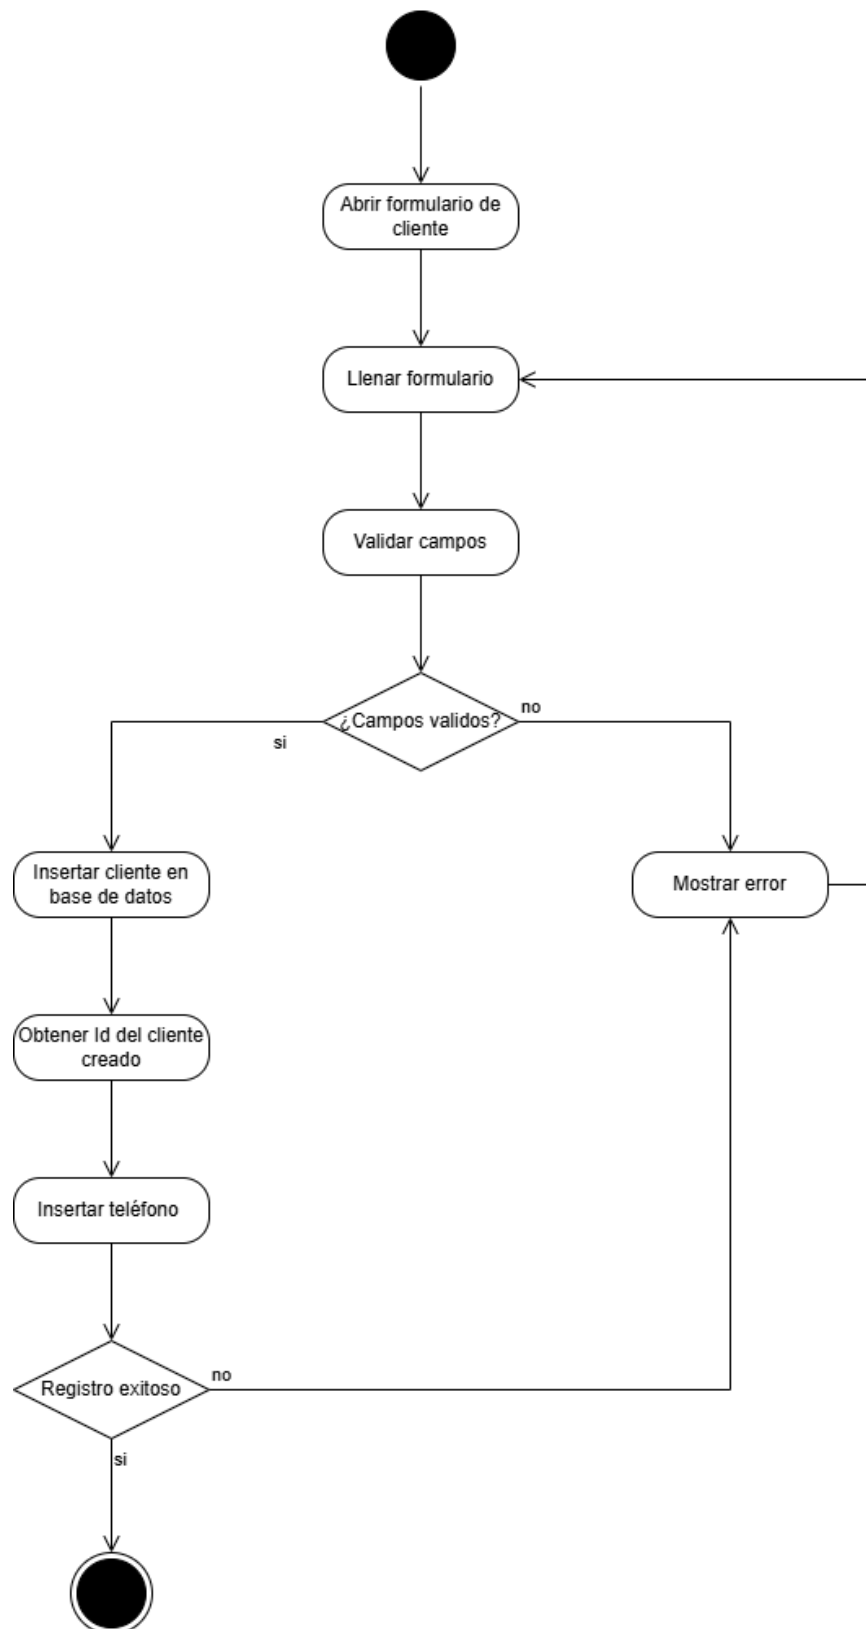 Abrir formulario de
cliente
Llenar formulario
Validar campos
¿Campos validos?
no
si
Insertar cliente en
base de datos
Mostrar error
Obtener Id del cliente
creado
Insertar teléfono
Registro exitoso
no
si